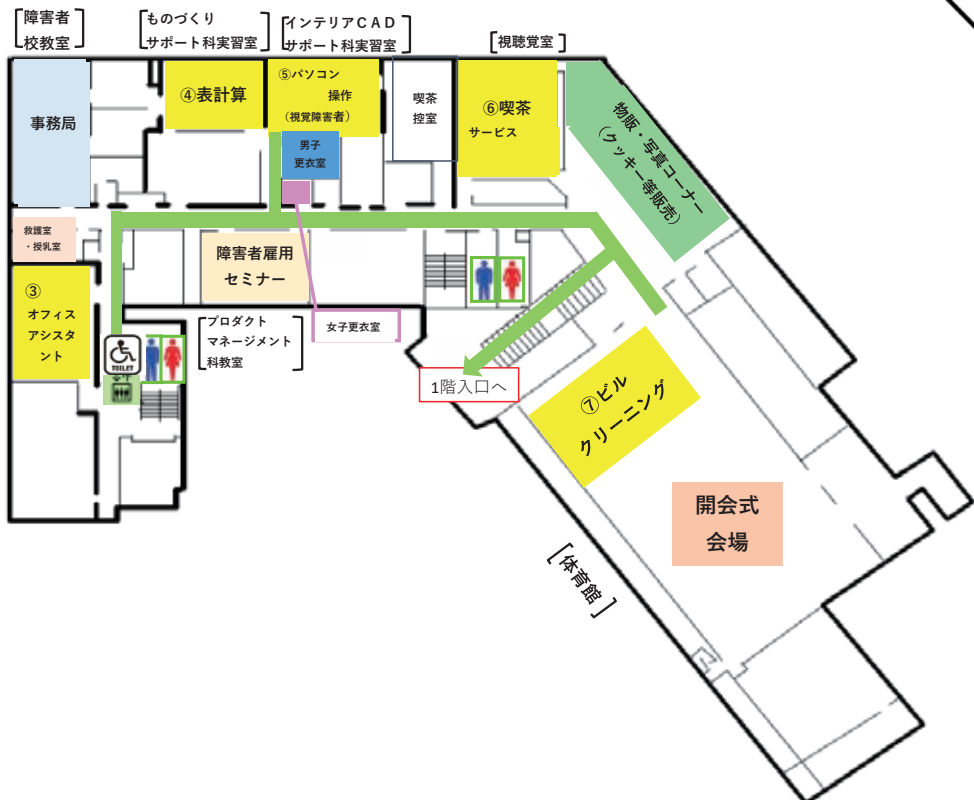 障害者
校教室
ものづくり
サポート科実習室
インテリアＣＡＤ
サポート科実習室
視聴覚室
事務局
④表計算
⑤パソコン
操作
(視覚障害者)
男子
更衣室
喫茶
控室
⑥喫茶
サービス
物販・写真コーナー
(クッキー等販売)
救護室
・授乳室
障害者雇用
セミナー
③
オフィス
アシスタ
ント
TOILET
プロダクト
マネージメント
科教室
女子更衣室
1階入口へ
⑦ビル
クリーニング
開会式
会場
体育館